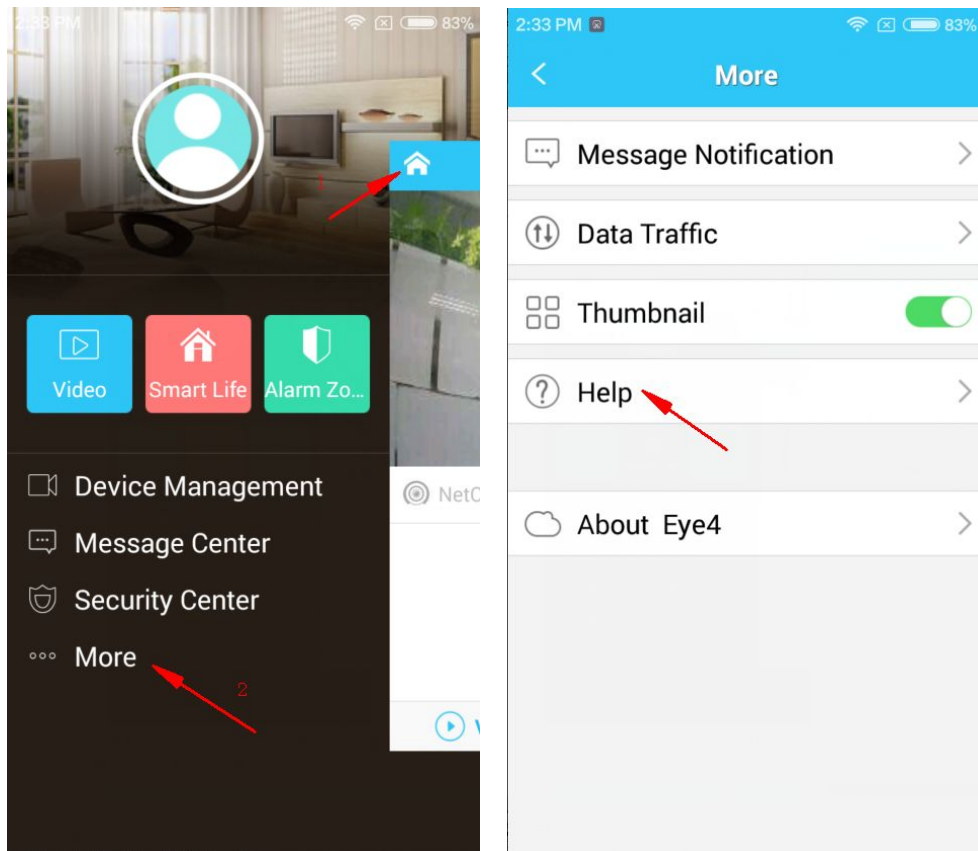 2:33 PM
83%
1
Video
Smart Life
Alarm Zo...
Device Management
NetC
Message Center
Security Center
More
2
2:33 PM
83%
More
Message Notification
Data Traffic
Thumbnail
Help
About Eye4